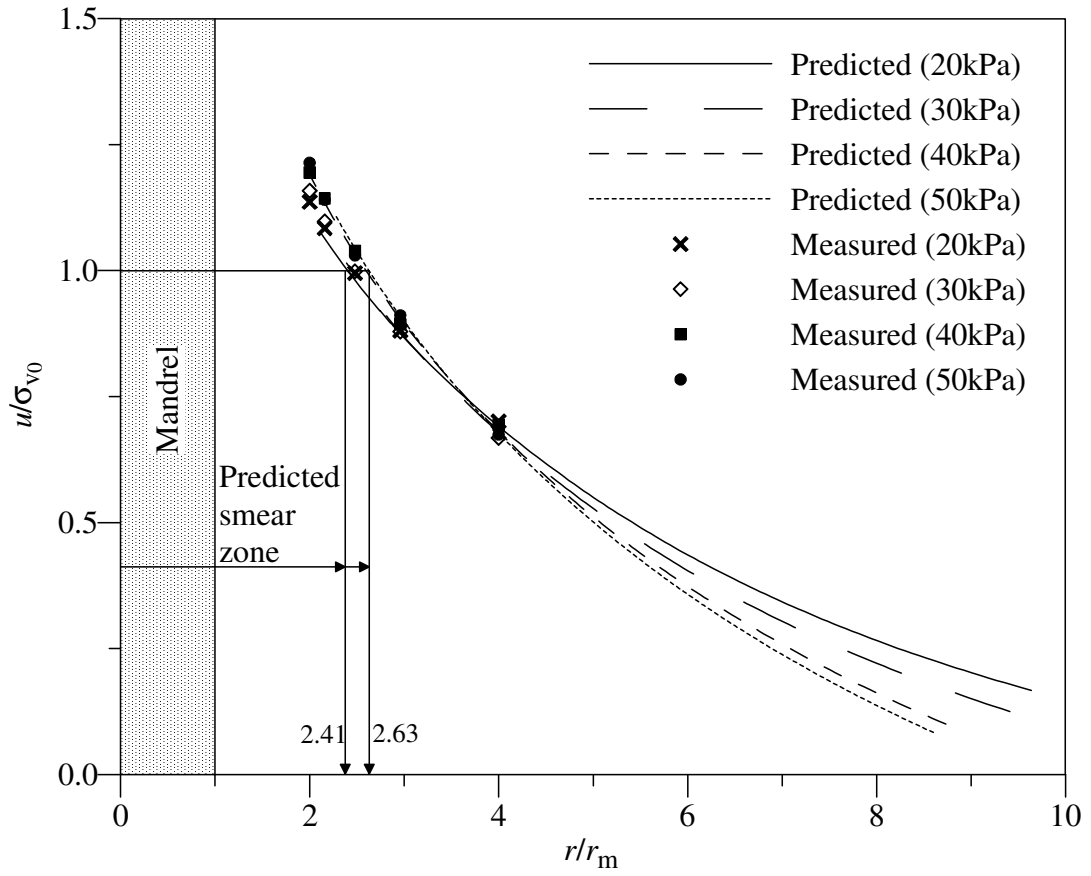 1.5
1.0
0.5
0.0
u/σv0
Mandrel
Predicted
smear
zone
2.41
2.63
Predicted (20kPa)
Predicted (30kPa)
Predicted (40kPa)
Predicted (50kPa)
Measured (20kPa)
Measured (30kPa)
Measured (40kPa)
Measured (50kPa)
0 2 4 6 8 10
r/rm